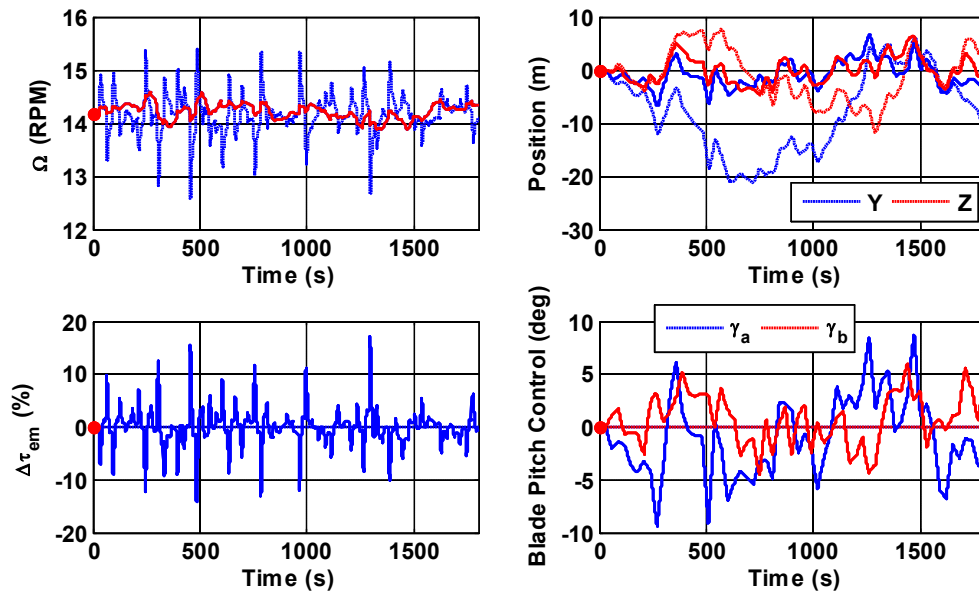 16
15
14
13
12
Ω (RPM)
0 500 1000 1500
Time (s)
10
0
-10
-20
-30
Position (m)
Y Z
0 500 1000 1500
Time (s)
20
10
0
-10
-20
Δτem (%)
0 500 1000 1500
Time (s)
10
5
0
-5
-10
Blade Pitch Control (deg)
γa γb
0 500 1000 1500
Time (s)